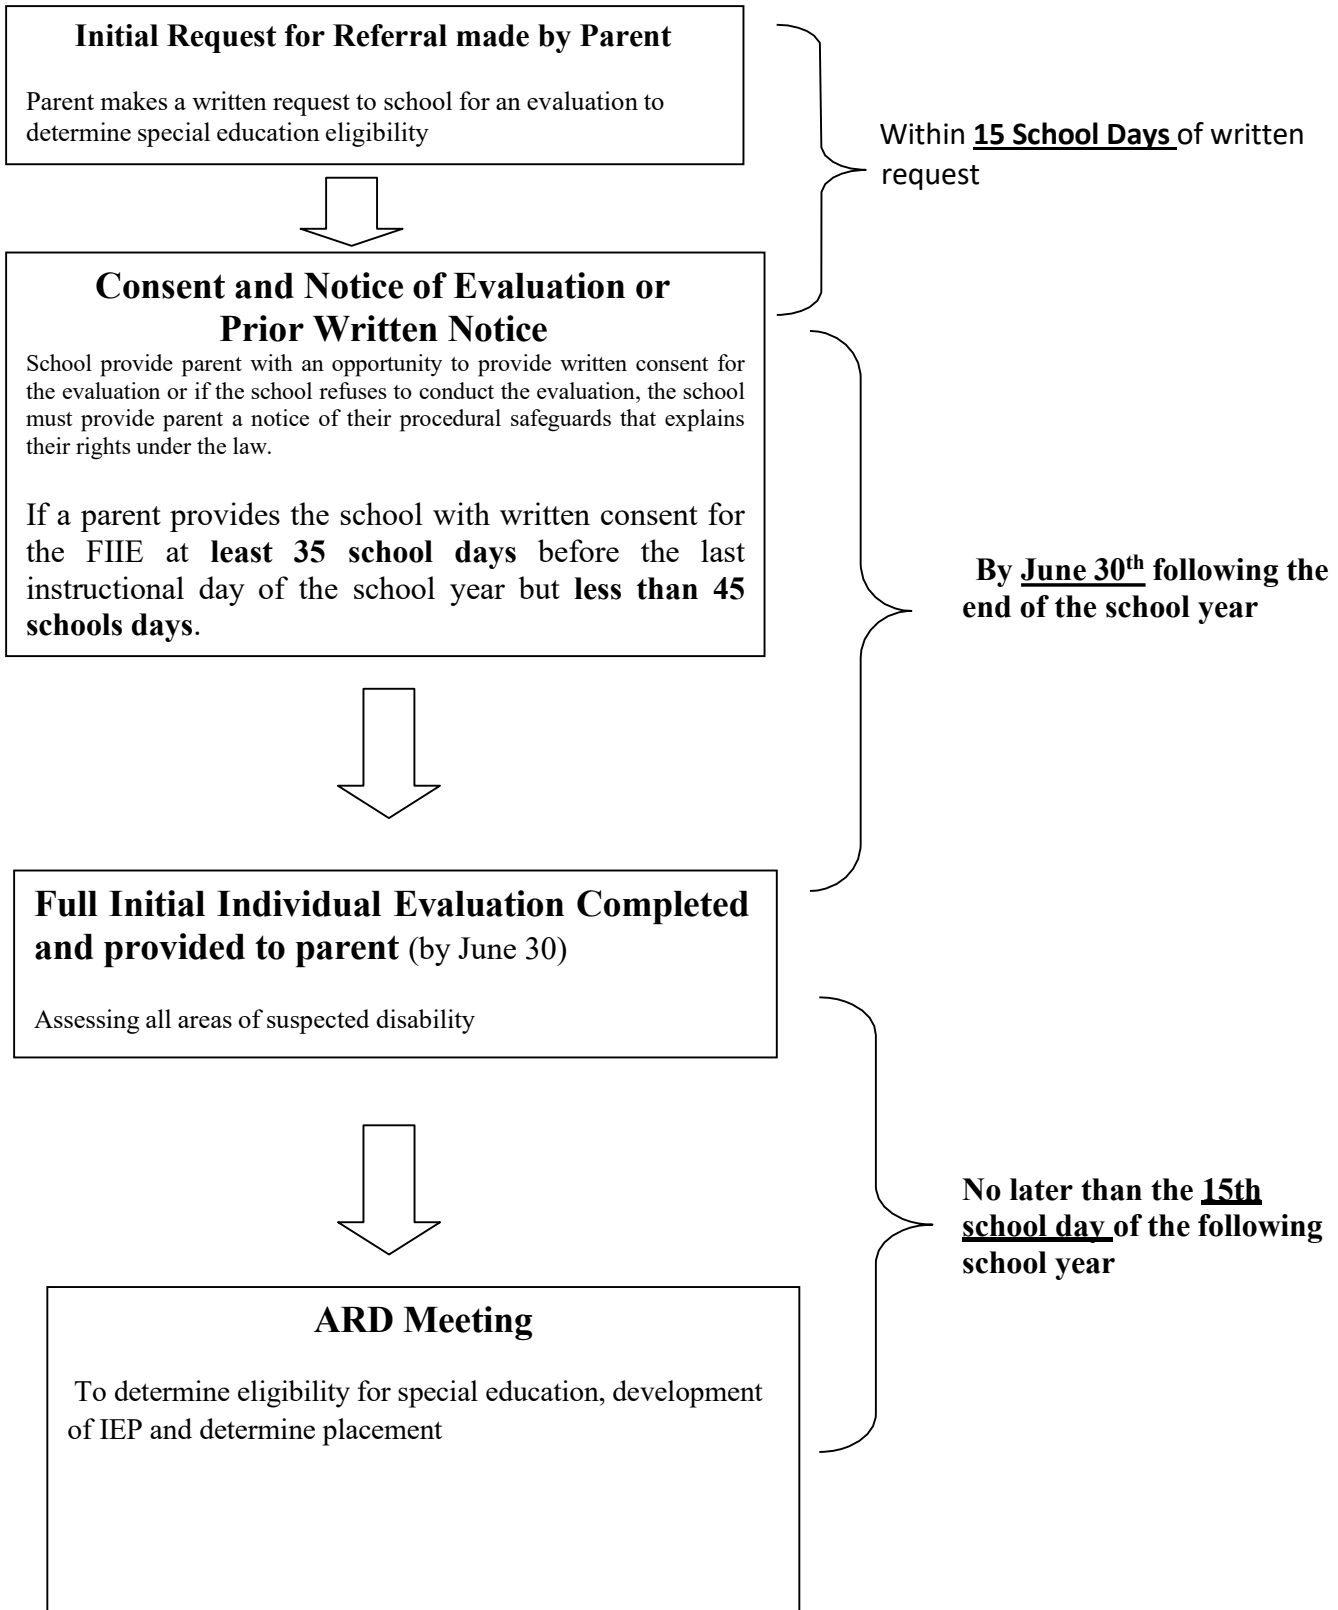 Initial Request for Referral made by Parent
Parent makes a written request to school for an evaluation to
determine special education eligibility
Within 15 School Days of written
request
Consent and Notice of Evaluation or
Prior Written Notice
School provide parent with an opportunity to provide written consent for
the evaluation or if the school refuses to conduct the evaluation, the school
must provide parent a notice of their procedural safeguards that explains
their rights under the law.
If a parent provides the school with written consent for
the FIIE at least 35 school days before the last
instructional day of the school year but less than 45
schools days.
By June 30th following the
end of the school year
Full Initial Individual Evaluation Completed
and provided to parent (by June 30)
Assessing all areas of suspected disability
No later than the 15th
school day of the following
school year
ARD Meeting
To determine eligibility for special education, development
of IEP and determine placement